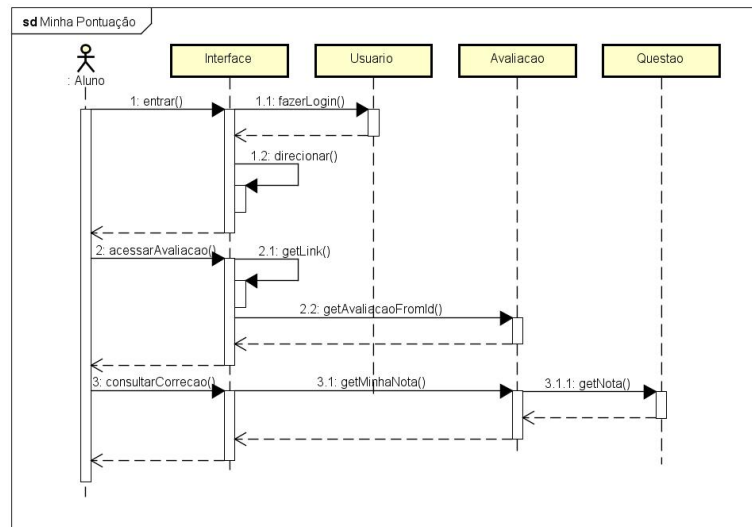 sd Minha Pontuação
: Aluno
Interface
Usuario
Avaliacao
Questao
1: entrar()
1.1: fazerLogin()
1.2: direcionar()
2: acessarAvaliacao()
2.1: getLink()
2.2: getAvaliacaoFromId()
3: consultarCorrecao()
3.1: getMinhaNota()
3.1.1: getNota()